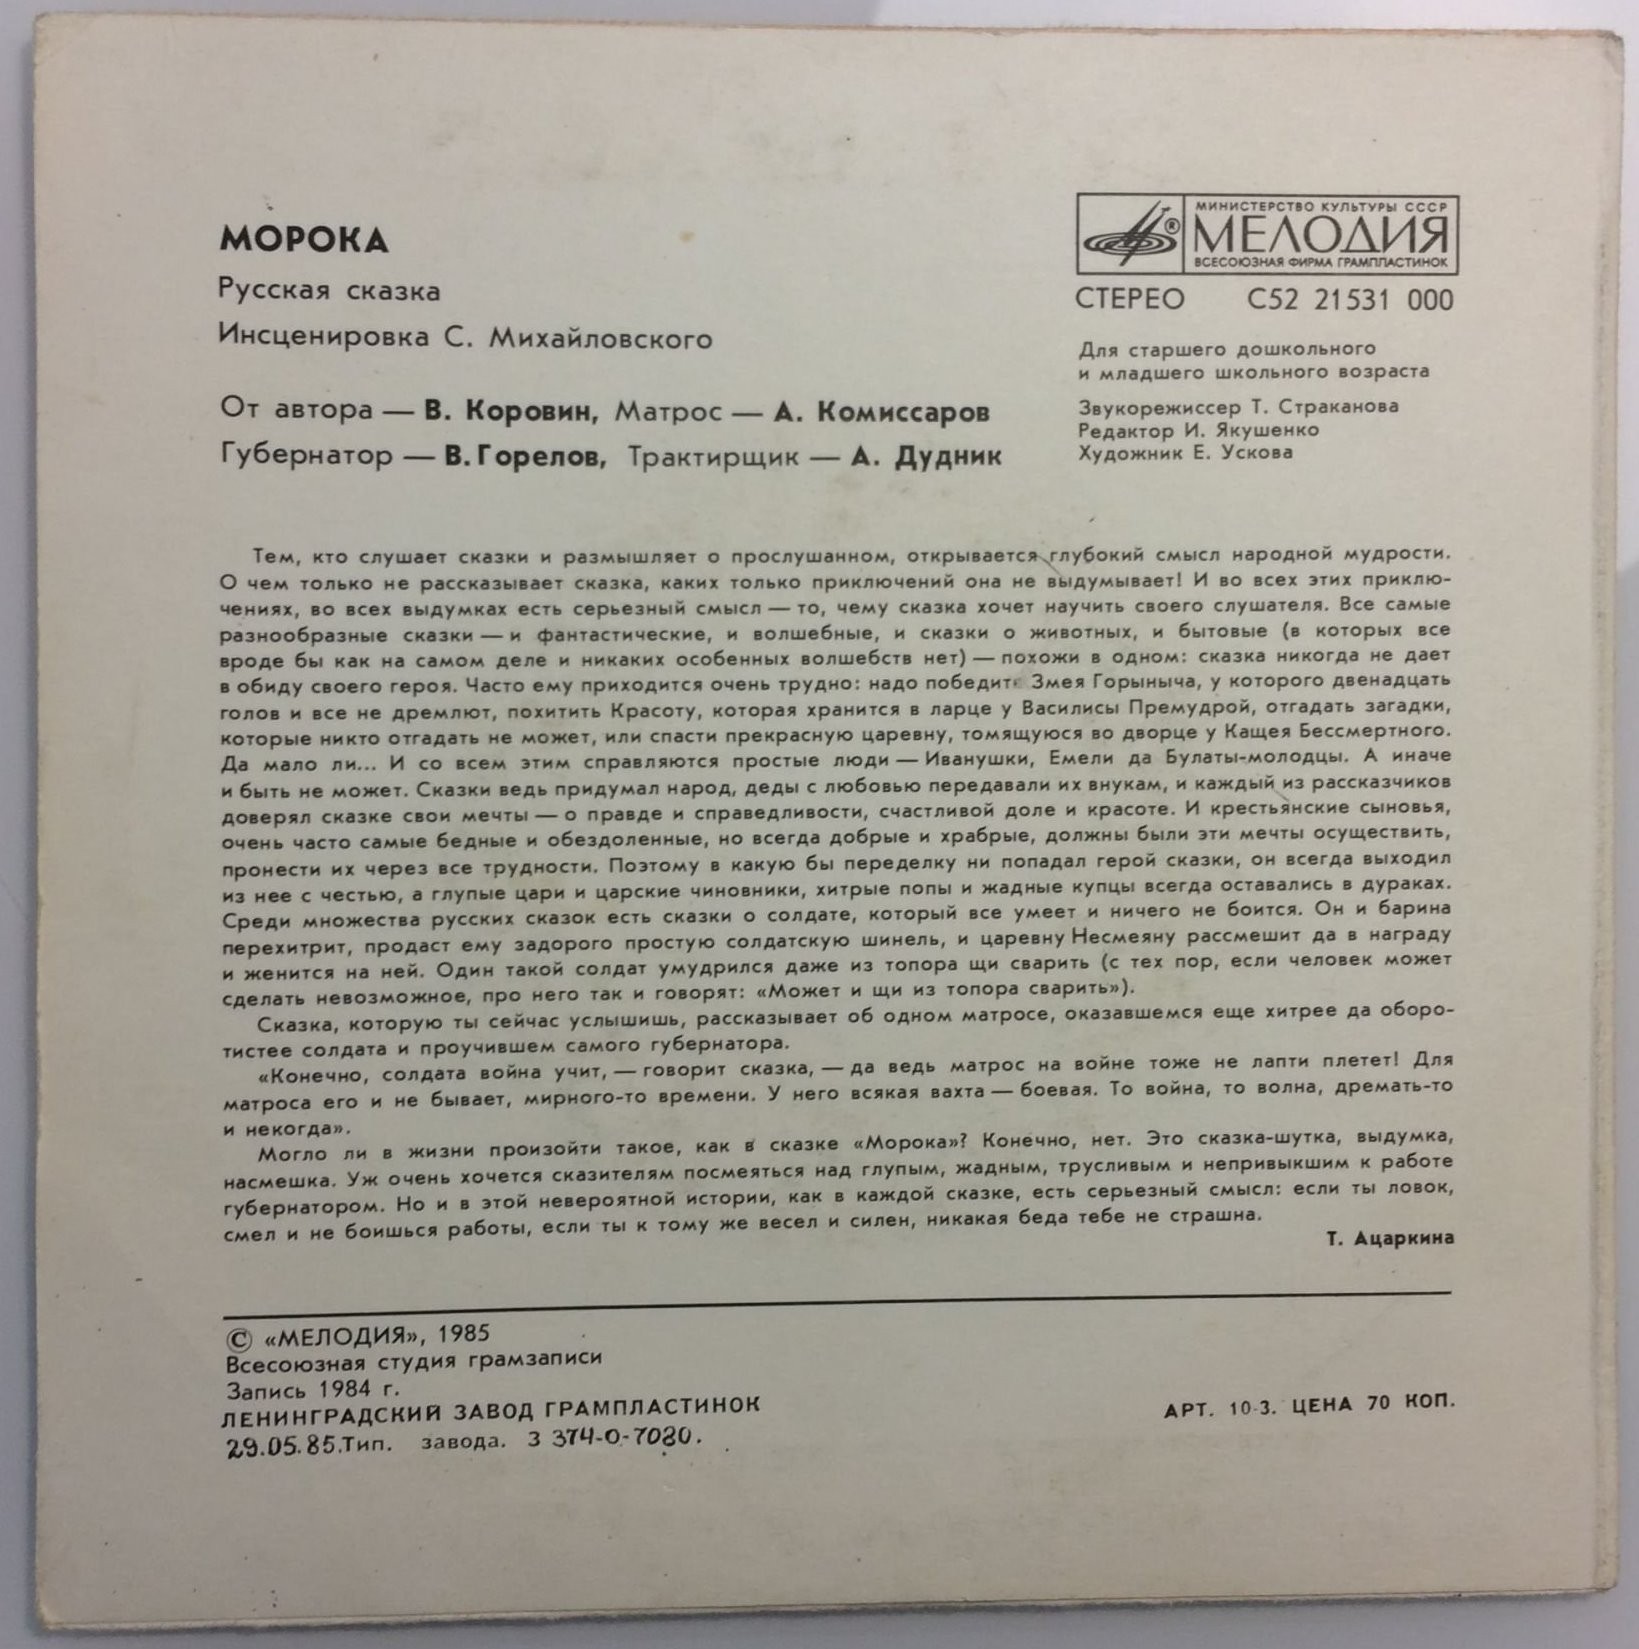 МОРОКА
Русская сказка
Инсценировка С. Михайловского
От автора — В. Коровин, Матрос — А. Комиссаров
Губернатор — В. Горелов, Трактирщик — А. Дудник
МИНИСТЕРСТВО КУЛЬТУРЫ СССР
МЕЛОДИЯ
ВСЕСОЮЗНАЯ ФИРМА ГРАМПЛАСТИНОК
®
СТЕРЕО С52 21531 000
Для старшего дошкольного
и младшего школьного возраста
Звукорежиссер Т. Страканова
Редактор И. Якушенко
Художник Е. Ускова
Тем, кто слушает сказки и размышляет о прослушанном, открывается глубокий смысл народной мудрости.
О чем только не рассказывает сказка, каких только приключений она не выдумывает! И во всех этих приклю-
чениях, во всех выдумках есть серьезный смысл — то, чему сказка хочет научить своего слушателя. Все самые
разнообразные сказки — и фантастические, и волшебные, и сказки о животных, и бытовые (в которых все
вроде бы как на самом деле и никаких особенных волшебств нет) — похожи в одном: сказка никогда не дает
в обиду своего героя. Часто ему приходится очень трудно: надо победить Змея Горыныча, у которого двенадцать
голов и все не дремлют, похитить Красоту, которая хранится в ларце у Василисы Премудрой, отгадать загадки,
которые никто отгадать не может, или спасти прекрасную царевну, томящуюся во дворце у Кащея Бессмертного.
Да мало ли... И со всем этим справляются простые люди — Иванушки, Емели да Булаты-молодцы. А иначе
и быть не может. Сказки ведь придумал народ, деды с любовью передавали их внукам, и каждый из рассказчиков
доверял сказке свои мечты — о правде и справедливости, счастливой доле и красоте. И крестьянские сыновья,
очень часто самые бедные и обездоленные, но всегда добрые и храбрые, должны были эти мечты осуществить,
пронести их через все трудности. Поэтому в какую бы переделку ни попадал герой сказки, он всегда выходил
из нее с честью, а глупые цари и царские чиновники, хитрые попы и жадные купцы всегда оставались в дураках.
Среди множества русских сказок есть сказки о солдате, который все умеет и ничего не боится. Он и барина
перехитрит, продаст ему задорого простую солдатскую шинель, и царевну Несмеяну рассмешит да в награду
и женится на ней. Один такой солдат умудрился даже из топора щи сварить (с тех пор, если человек может
сделать невозможное, про него так и говорят: «Может и щи из топора сварить»).
Сказка, которую ты сейчас услышишь, рассказывает об одном матросе, оказавшемся еще хитрее да оборо-
тистее солдата и проучившем самого губернатора.
«Конечно, солдата война учит, — говорит сказка, — да ведь матрос на войне тоже не лапти плетет! Для
матроса его и не бывает, мирного-то времени. У него всякая вахта — боевая. То война, то волна, дремать-то
и некогда».
Могло ли в жизни произойти такое, как в сказке «Морока»? Конечно, нет. Это сказка-шутка, выдумка,
насмешка. Уж очень хочется сказителям посмеяться над глупым, жадным, трусливым и непривыкшим к работе
губернатором. Но и в этой невероятной истории, как в каждой сказке, есть серьезный смысл: если ты ловок,
смел и не боишься работы, если ты к тому же весел и силен, никакая беда тебе не страшна.
Т. Ацаркина
© «МЕЛОДИЯ», 1985
Всесоюзная студия грамзаписи
Запись 1984 г.
ЛЕНИНГРАДСКИЙ ЗАВОД ГРАМПЛАСТИНОК
29.05.85.Тип. завода. З 374-0-7080.
АРТ. 10-3. ЦЕНА 70 КОП.